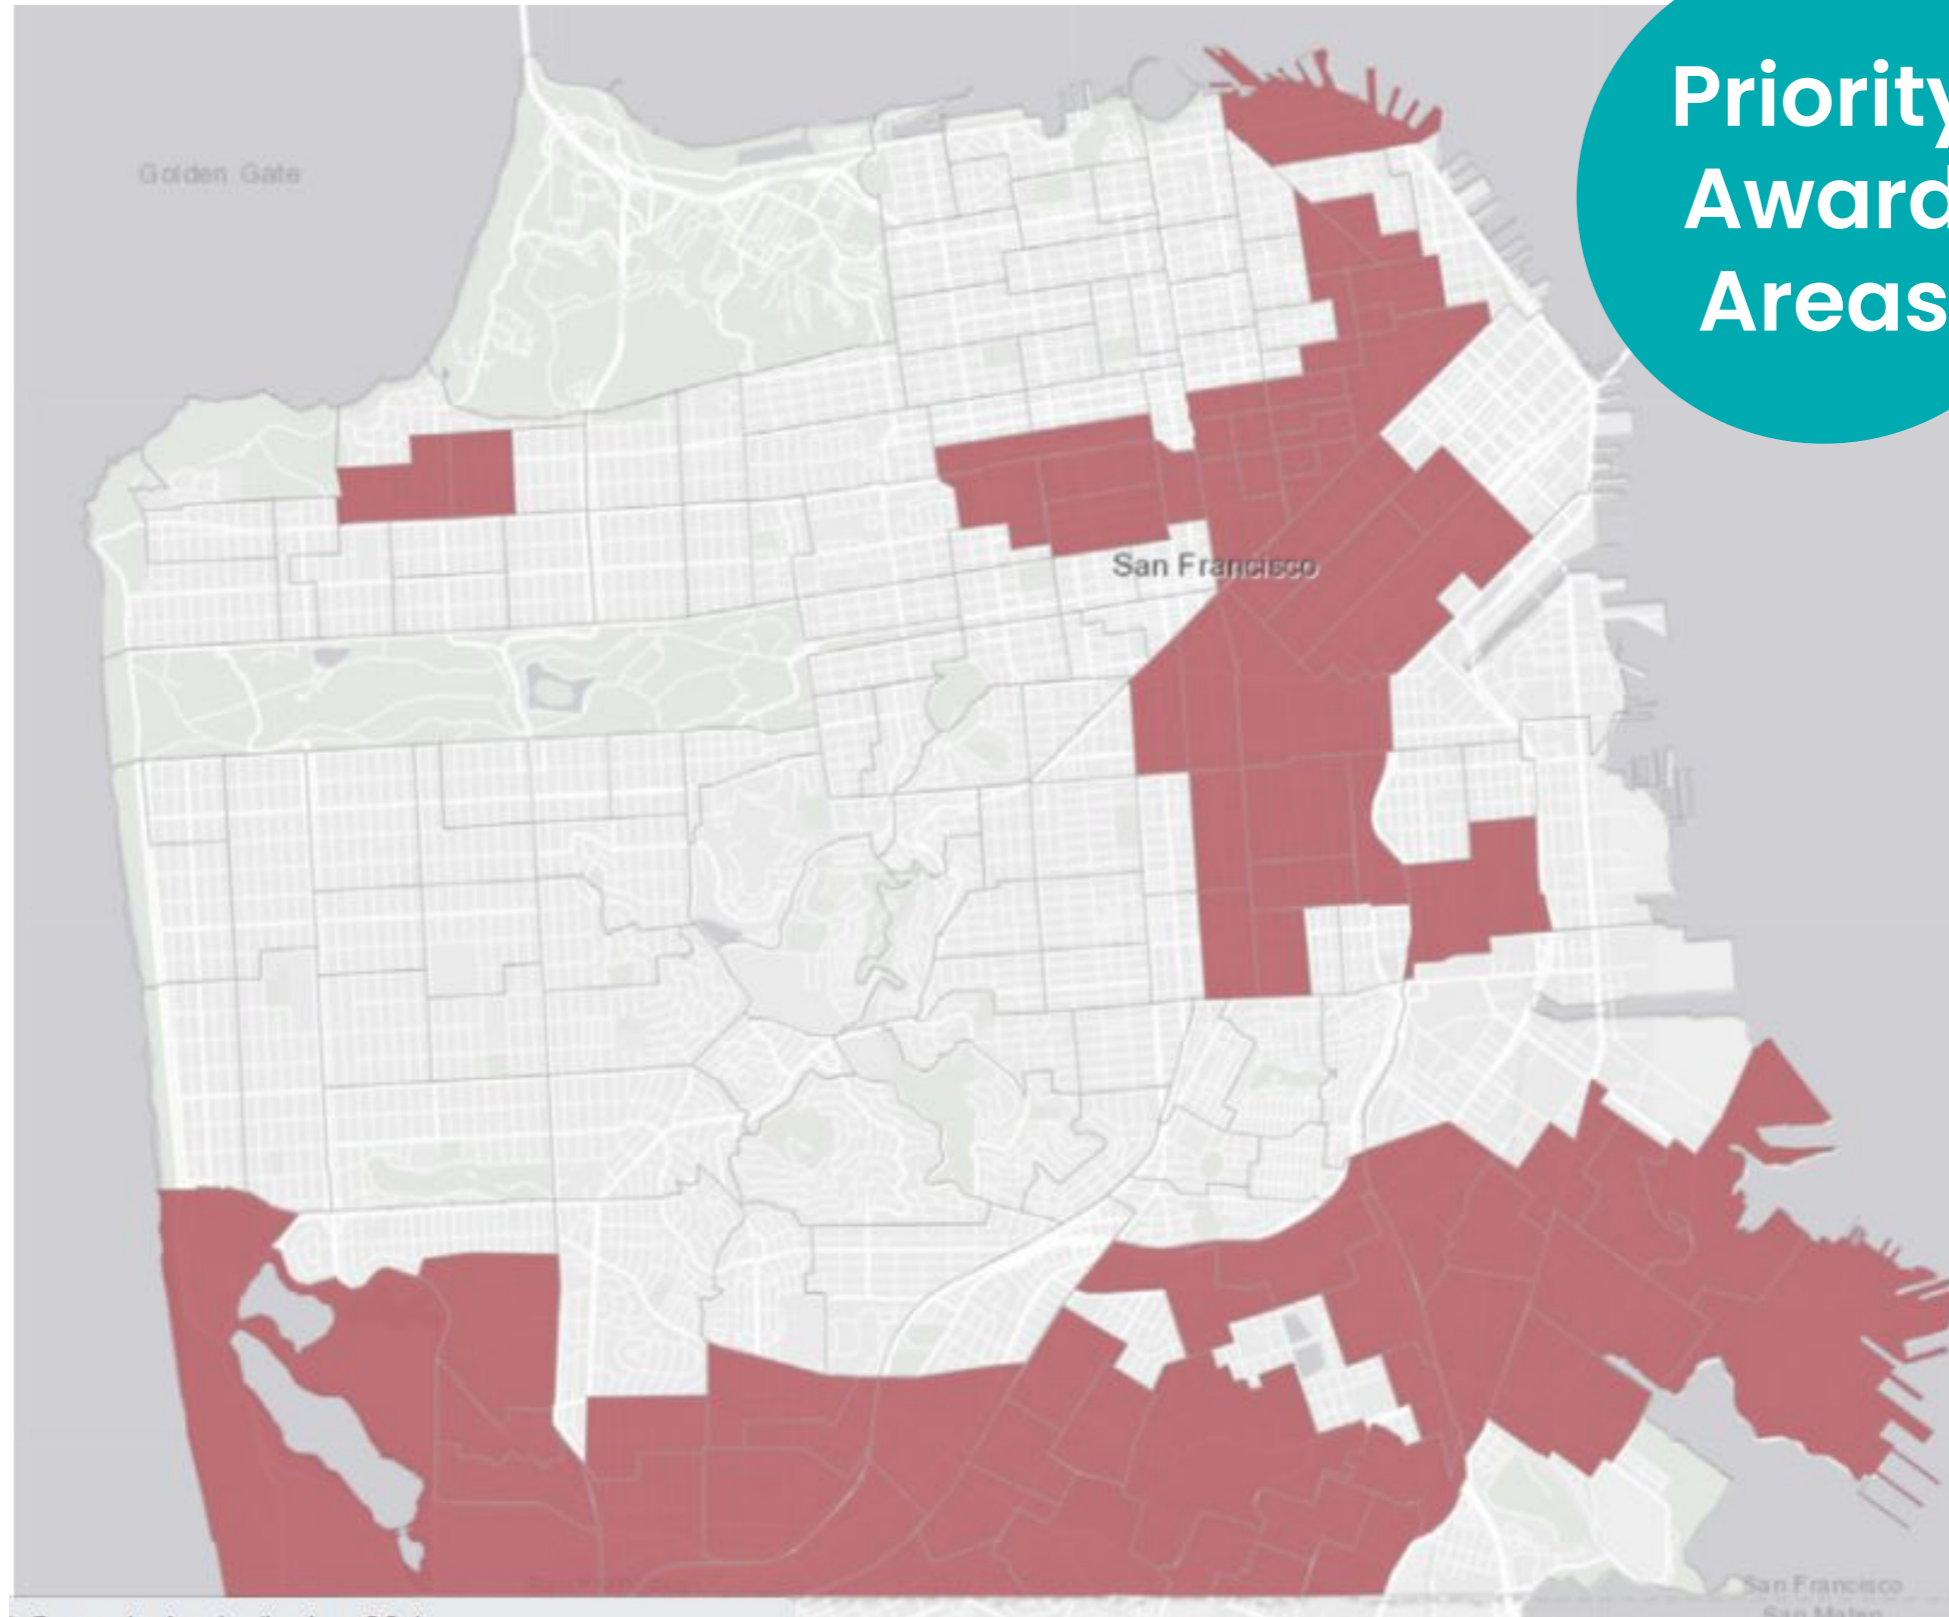 Priority
Award
Areas
Golden Gate
San Francisco
San Francisco